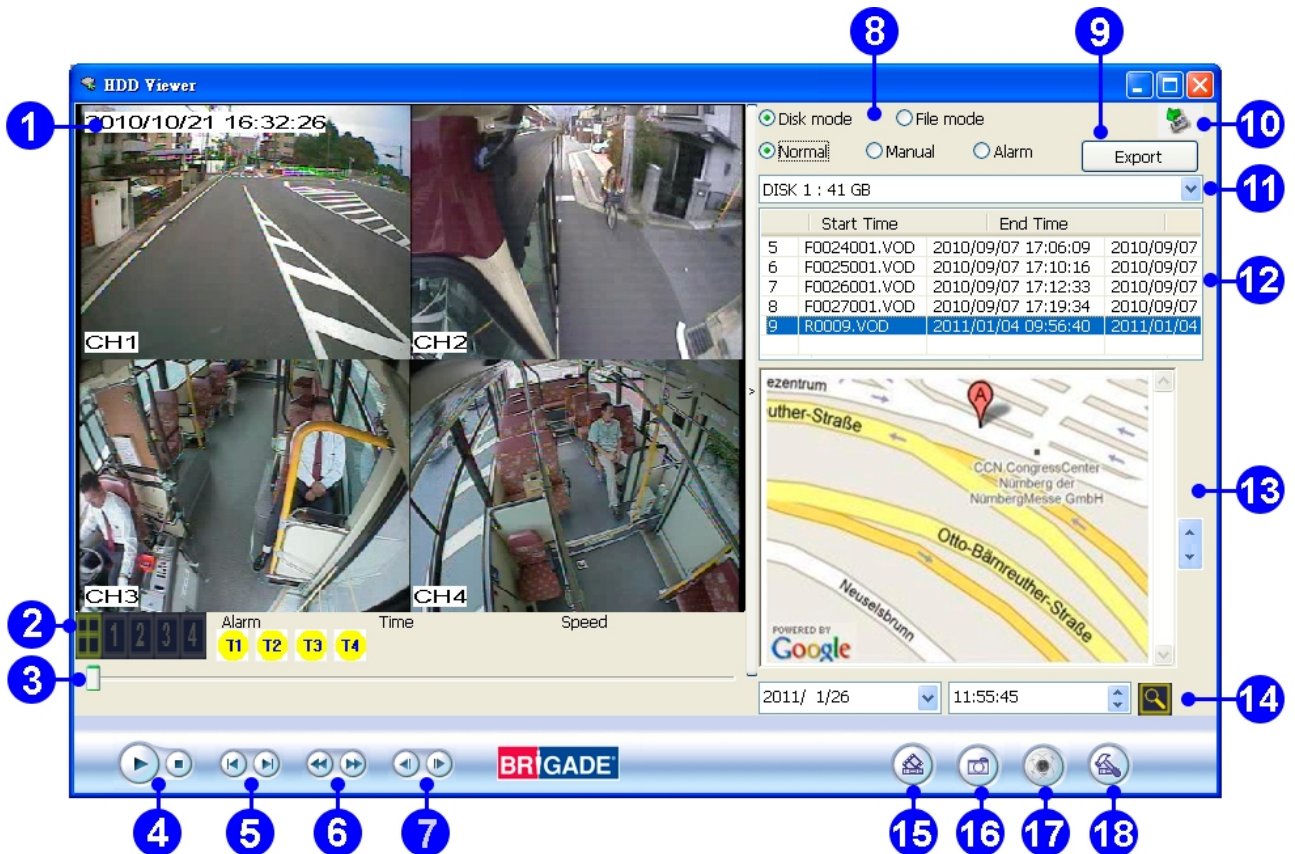 8
9
HDD Viewer
1
2010/10/21 16:32:26
CH1
CH2
CH3
CH4
Disk mode
File mode
10
Normal
Manual
Alarm
Export
DISK 1 : 41 GB
11
Start Time
End Time
5 F0024001.VOD 2010/09/07 17:06:09 2010/09/07
6 F0025001.VOD 2010/09/07 17:10:16 2010/09/07
7 F0026001.VOD 2010/09/07 17:12:33 2010/09/07
8 F0027001.VOD 2010/09/07 17:19:34 2010/09/07
9 R0009.VOD 2011/01/04 09:56:40 2011/01/04
12
>
ezentrum
A
uther-Straße
CCN CongressCenter
Nürnberg der
NürnbergMesse GmbH
13
Otto-Bärnreuther-Straße
Neuselsbrunn
POWERED BY
Google
2
1 2 3 4
Alarm
Time
Speed
T1 T2 T3 T4
3
2011/ 1/26
11:55:45
14
BRIGADE
4
5
6
7
15
16
17
18